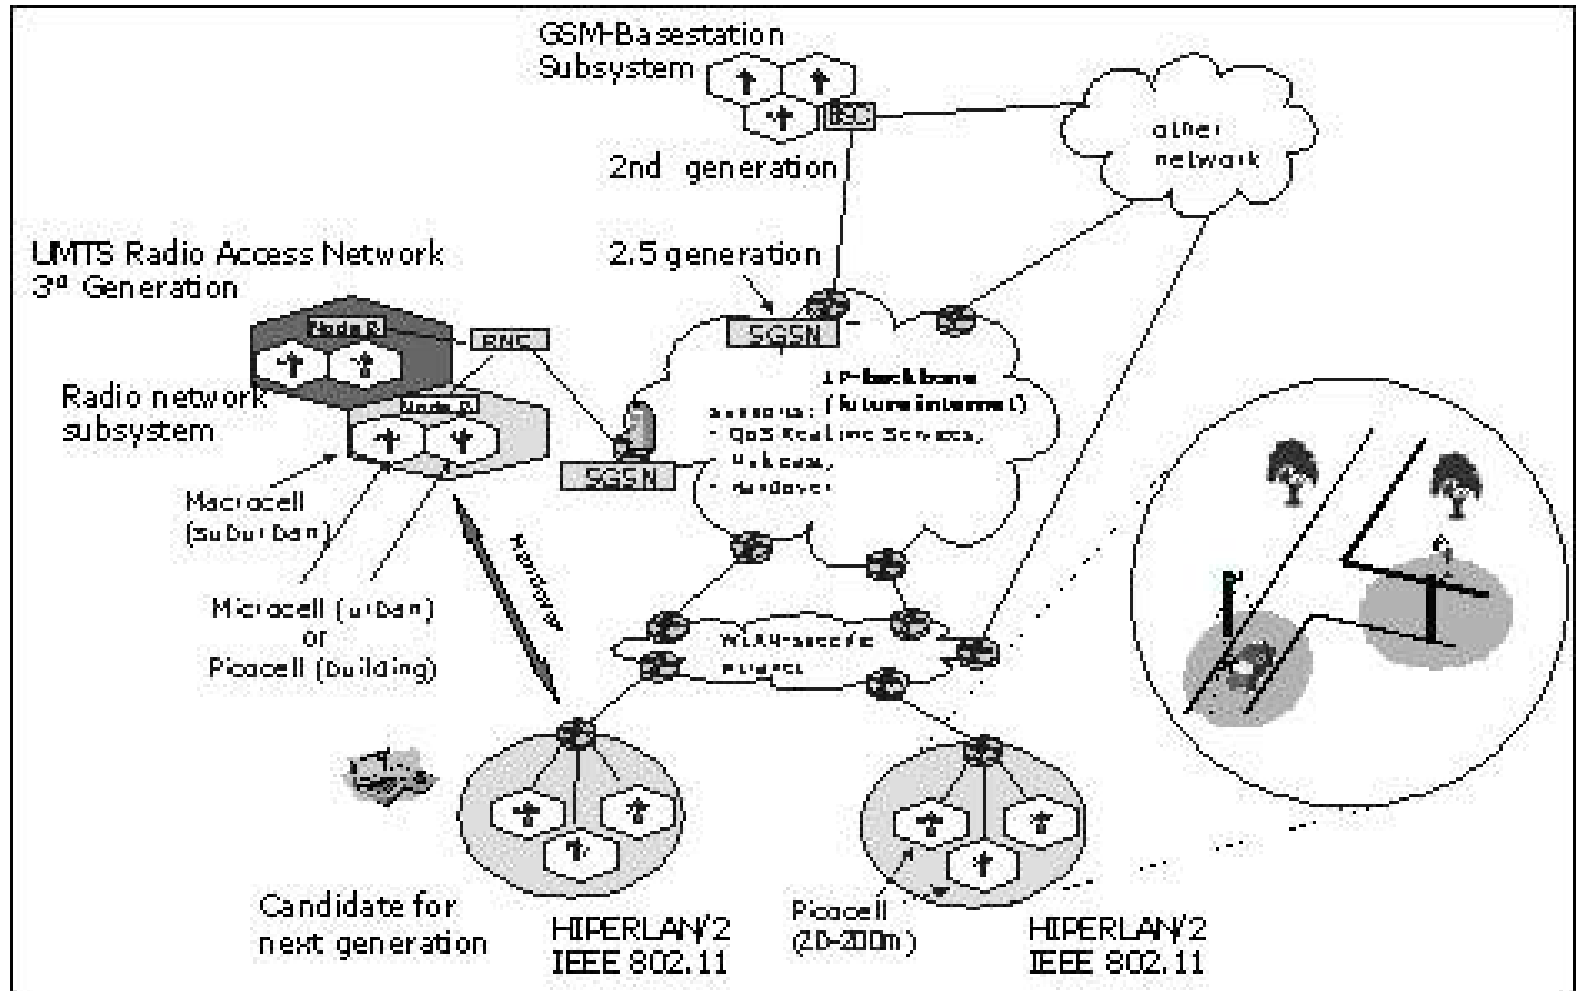 GSM-Basestation
Subsystem
BSC
other
network
2nd generation
UMTS Radio Access Network
3rd Generation
2.5 generation
Node B
RNC
SGSN
IP-backbone
(future internet)
Radio network
subsystem
Node B
- QoS Realtime Services,
- Handover
SGSN
Macrocell
(suburban)
Handover
Microcell (urban)
or
Picocell (building)
WLAN-specific
Candidate for
next generation
HIPERLAN/2
IEEE 802.11
Picocell
(20-200m)
HIPERLAN/2
IEEE 802.11